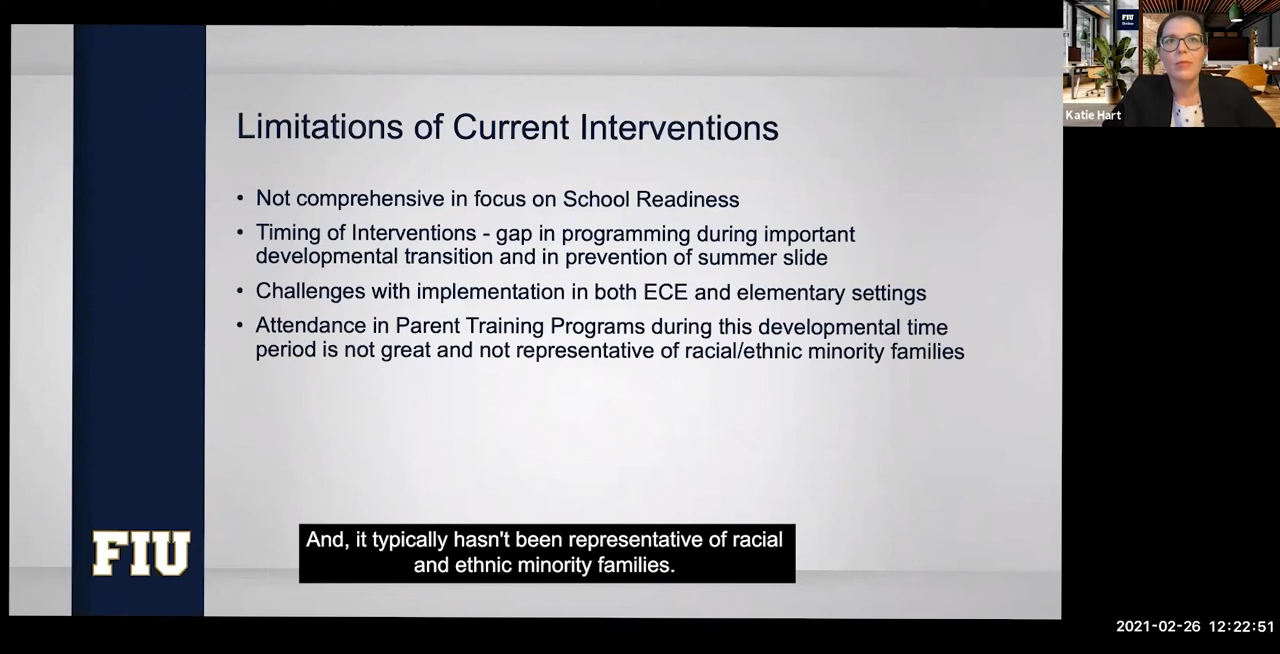 Limitations of Current Interventions
• Not comprehensive in focus on School Readiness
• Timing of Interventions - gap in programming during important
developmental transition and in prevention of summer slide
• Challenges with implementation in both ECE and elementary settings
• Attendance in Parent Training Programs during this developmental time
period is not great and not representative of racial/ethnic minority families
FIU
And, it typically hasn't been representative of racial
and ethnic minority families.
FIU
Katie Hart
2021-02-26 12:22:51